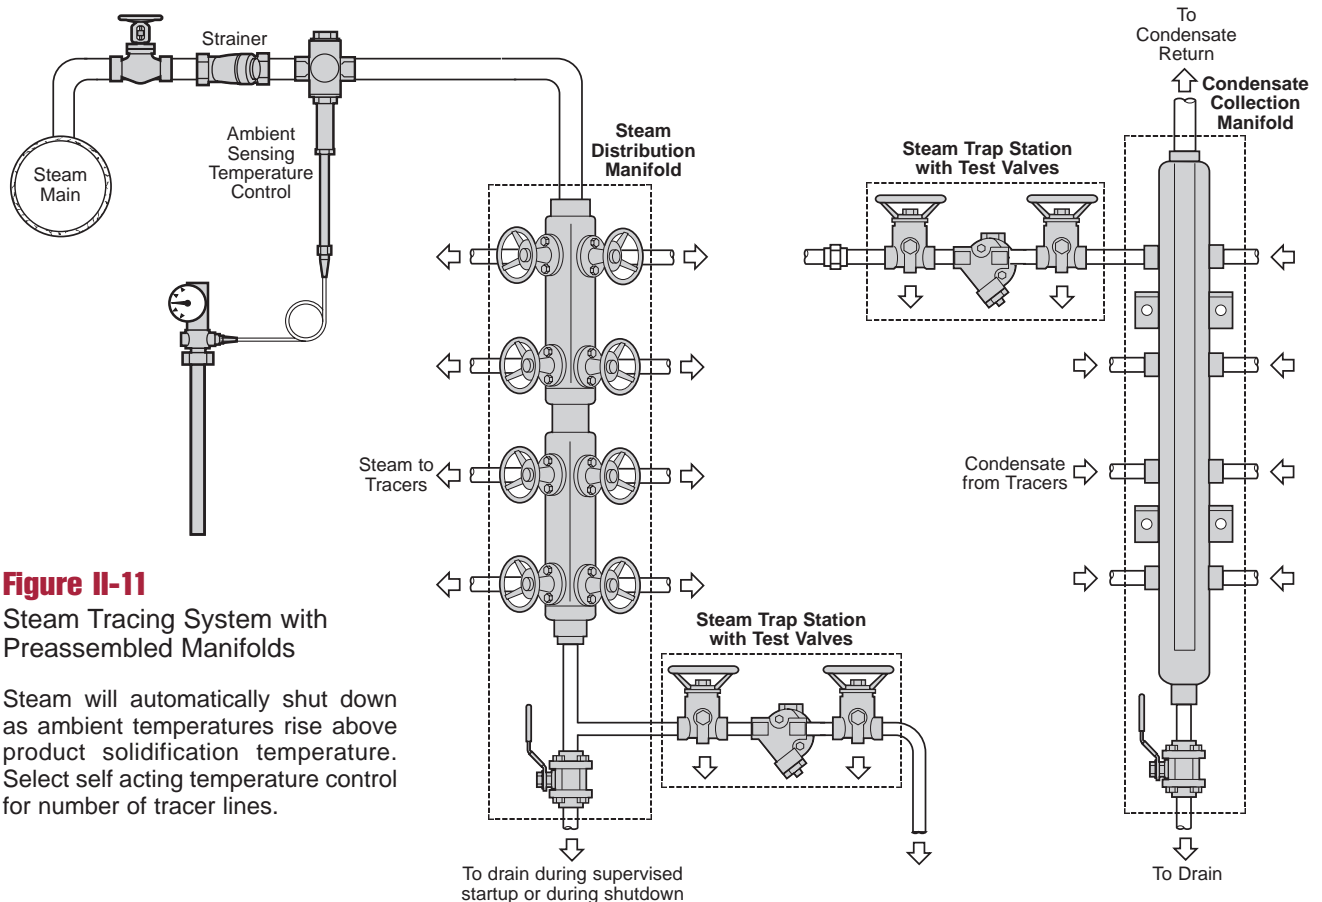 Strainer
Ambient
Sensing
Temperature
Control
Steam
Main
Steam
Distribution
Manifold
Steam to
Tracers
To
Condensate
Return
Condensate
Collection
Manifold
Steam Trap Station
with Test Valves
Condensate
from Tracers
Steam Trap Station
with Test Valves
To drain during supervised
startup or during shutdown
To Drain
Figure II-11
Steam Tracing System with
Preassembled Manifolds
Steam will automatically shut down
as ambient temperatures rise above
product solidification temperature.
Select self acting temperature control
for number of tracer lines.